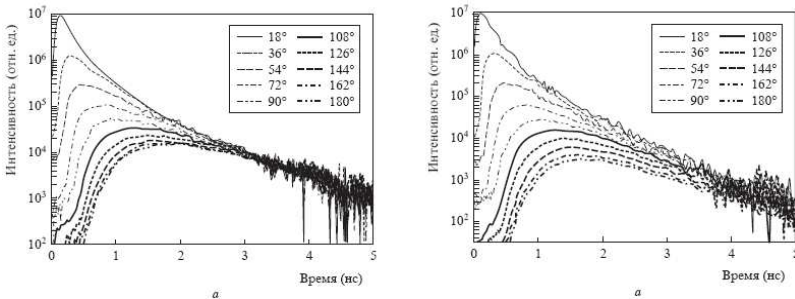 10⁷
10⁶
10⁵
10⁴
10³
10²
Интенсивность (отн. ед.)
18° 108°
36° 126°
54° 144°
72° 162°
90° 180°
0 1 2 3 4 5
Время (нс)
а
10⁷
10⁶
10⁵
10⁴
10³
10²
Интенсивность (отн. ед.)
18° 108°
36° 126°
54° 144°
72° 162°
90° 180°
0 1 2 3 4 5
Время (нс)
а